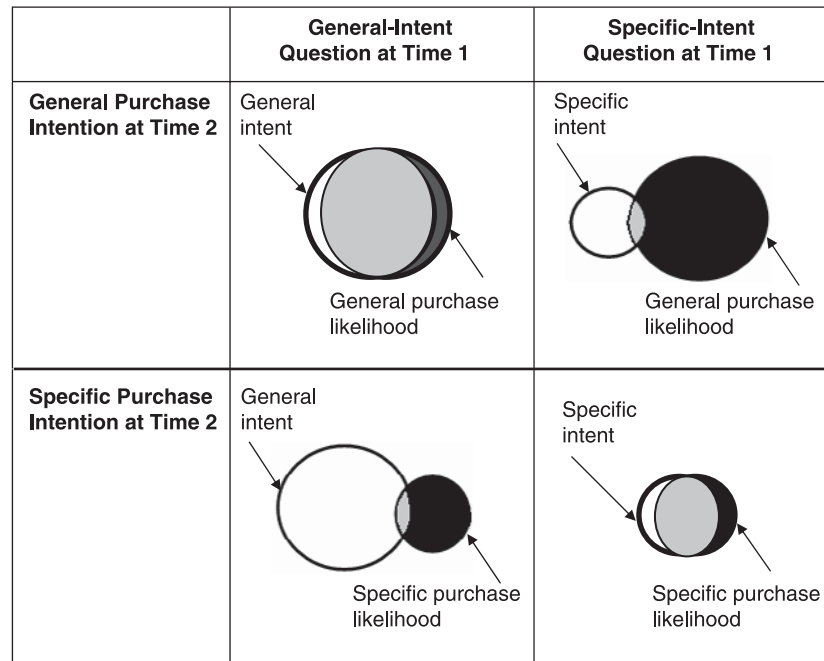 General-Intent
Question at Time 1
Specific-Intent
Question at Time 1
General Purchase
Intention at Time 2
General
intent
General purchase
likelihood
Specific
intent
General purchase
likelihood
Specific Purchase
Intention at Time 2
General
intent
Specific purchase
likelihood
Specific
intent
Specific purchase
likelihood